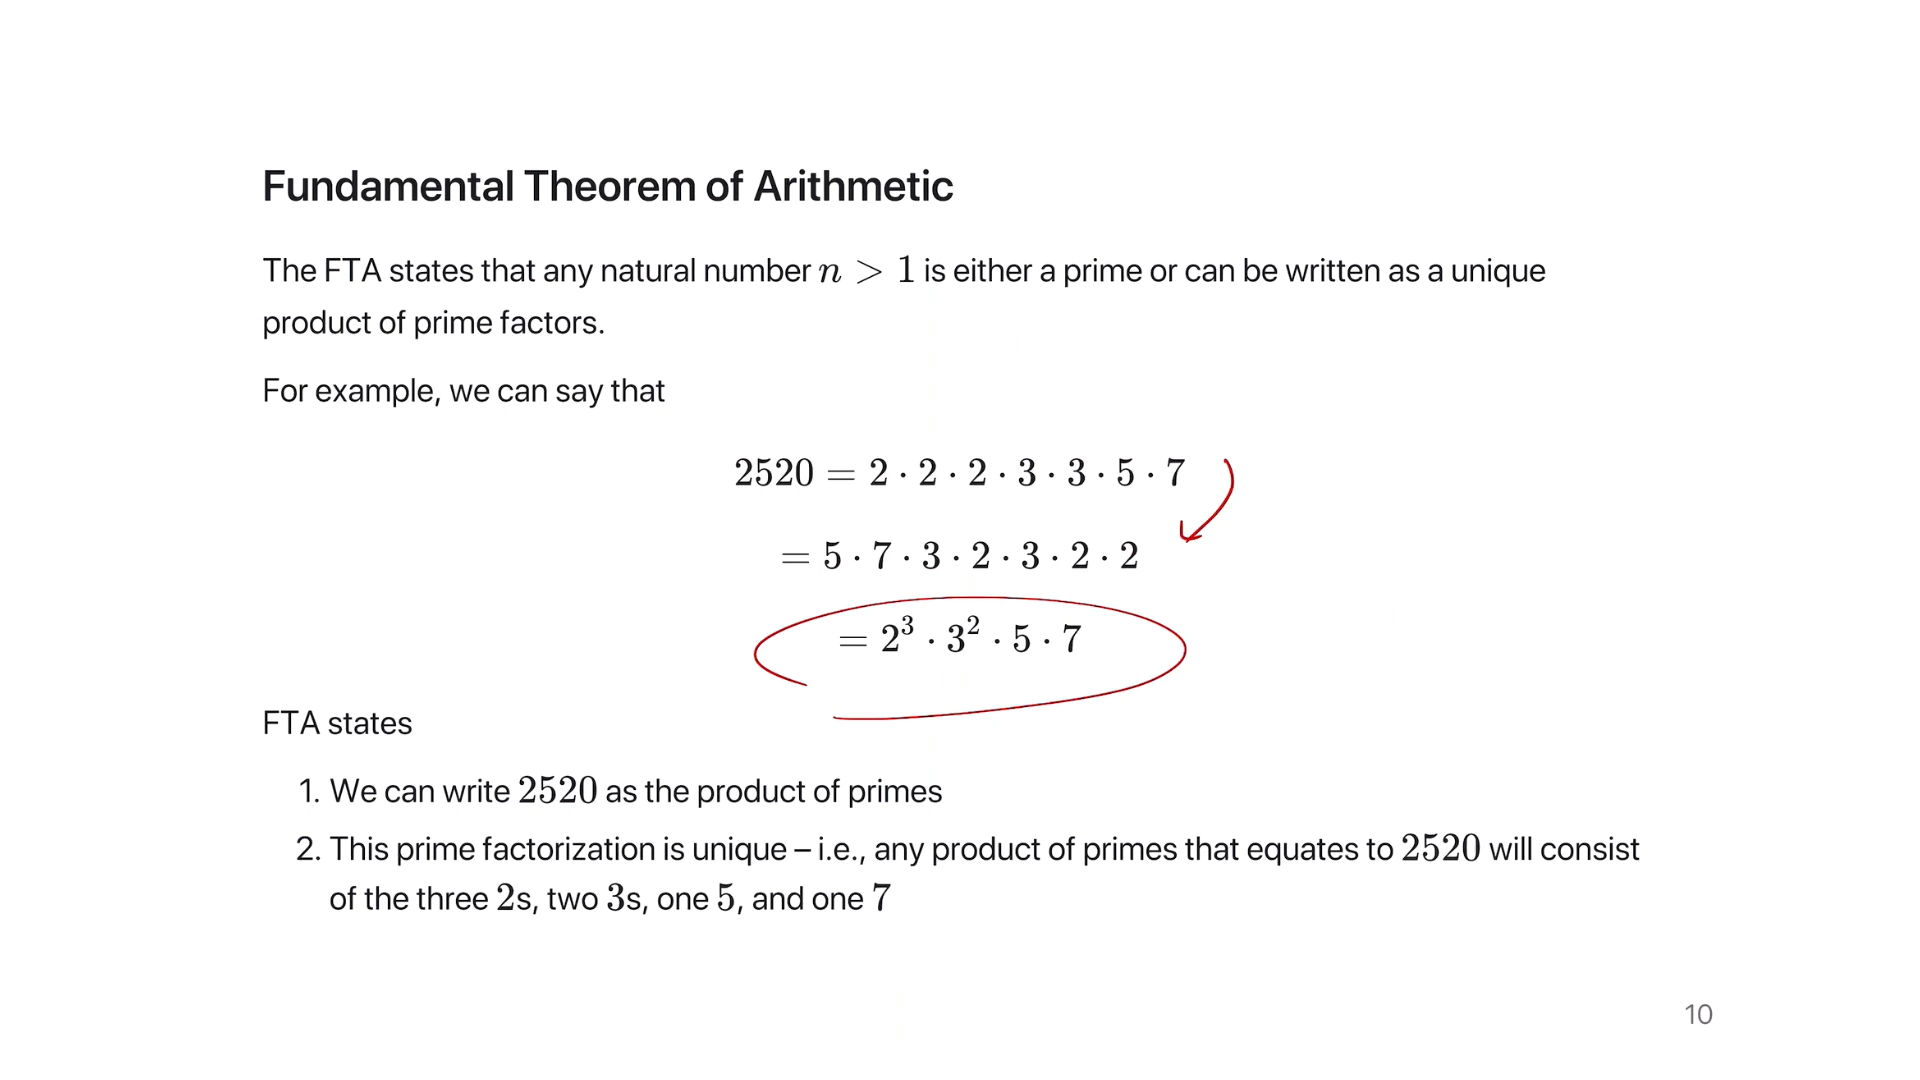 Fundamental Theorem of Arithmetic
The FTA states that any natural number n > 1 is either a prime or can be written as a unique
product of prime factors.
For example, we can say that
2520 = 2 · 2 · 2 · 3 · 3 · 5 · 7
= 5 · 7 · 3 · 2 · 3 · 2 · 2
= 2³ · 3² · 5 · 7
FTA states
1. We can write 2520 as the product of primes
2. This prime factorization is unique – i.e., any product of primes that equates to 2520 will consist
of the three 2s, two 3s, one 5, and one 7
10